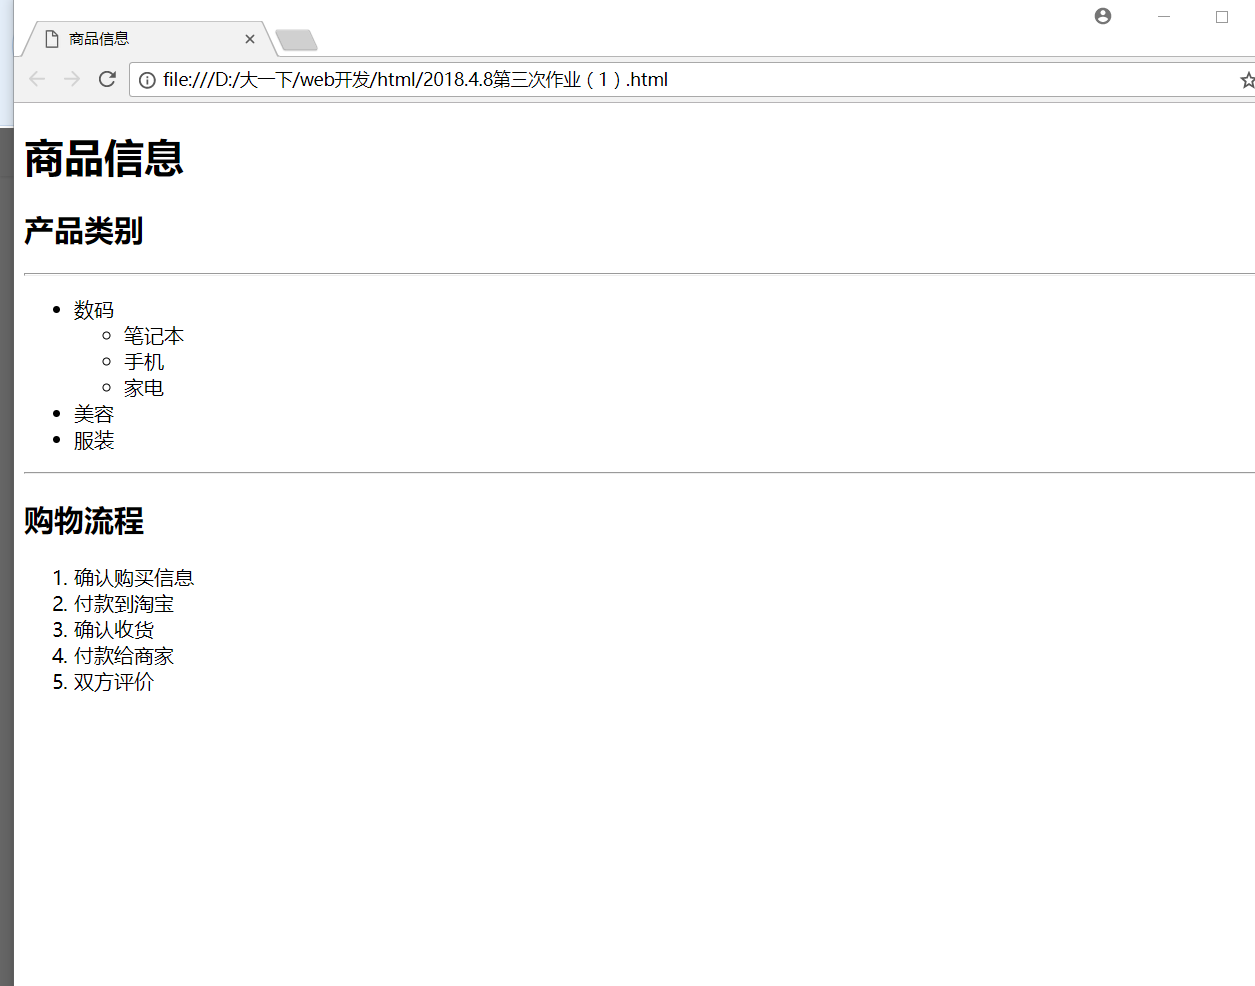 商品信息
file:///D:/大一下/web开发/html/2018.4.8第三次作业（1）.html
商品信息
产品类别
数码
笔记本
手机
家电
美容
服装
购物流程
1. 确认购买信息
2. 付款到淘宝
3. 确认收货
4. 付款给商家
5. 双方评价